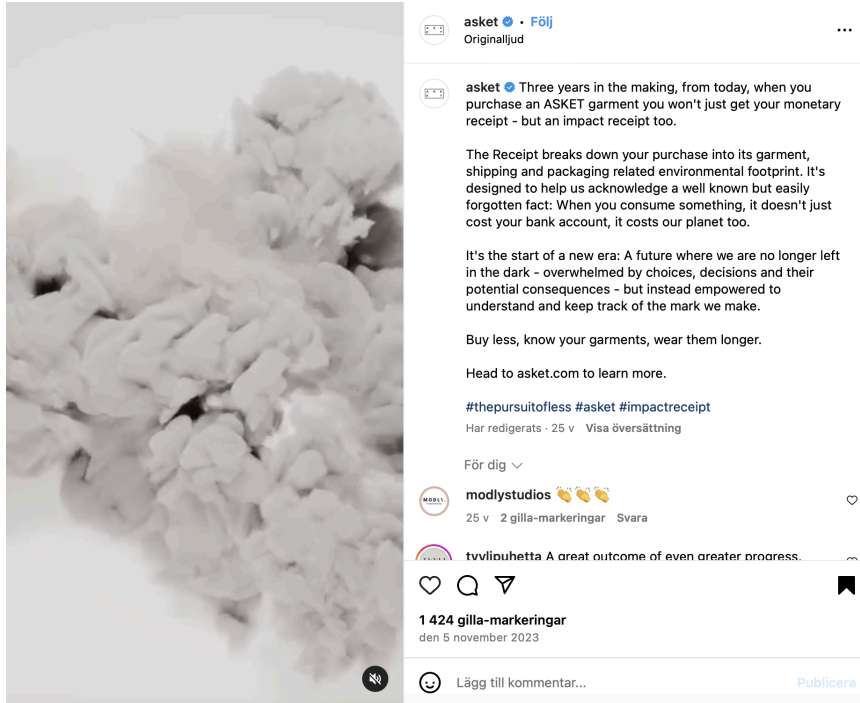 asket • Följ
Originalljud
asket Three years in the making, from today, when you
purchase an ASKET garment you won't just get your monetary
receipt - but an impact receipt too.
The Receipt breaks down your purchase into its garment,
shipping and packaging related environmental footprint. It's
designed to help us acknowledge a well known but easily
forgotten fact: When you consume something, it doesn't just
cost your bank account, it costs our planet too.
It's the start of a new era: A future where we are no longer left
in the dark - overwhelmed by choices, decisions and their
potential consequences - but instead empowered to
understand and keep track of the mark we make.
Buy less, know your garments, wear them longer.
Head to asket.com to learn more.
#thepursuitofless #asket #impactreceipt
Har redigerats · 25 v Visa översättning
För dig
MODLY.
modlystudios 👏👏👏
25 v 2 gilla-markeringar Svara
tyylipuhetta A great outcome of even greater progress.
1 424 gilla-markeringar
den 5 november 2023
Lägg till kommentar...
Publicera